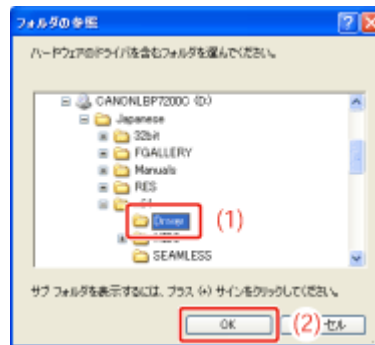 フォルダの参照
ハードウェアのドライバを含むフォルダを選んでください。
CANONLBP7200C (D:)
Japanese
32bit
FGALLERY
Manuals
RES
Driver
(1)
SEAMLESS
サブ フォルダを表示するには、プラス (+) サインをクリックしてください。
OK
(2)
セル